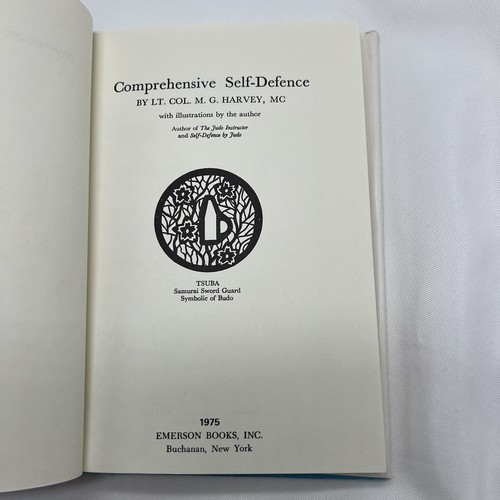 Comprehensive Self-Defence
BY LT. COL. M. G. HARVEY, MC
with illustrations by the author
Author of The Judo Instructor
and Self-Defence by Judo
TSUBA
Samurai Sword Guard
Symbolic of Budo
1975
EMERSON BOOKS, INC.
Buchanan, New York